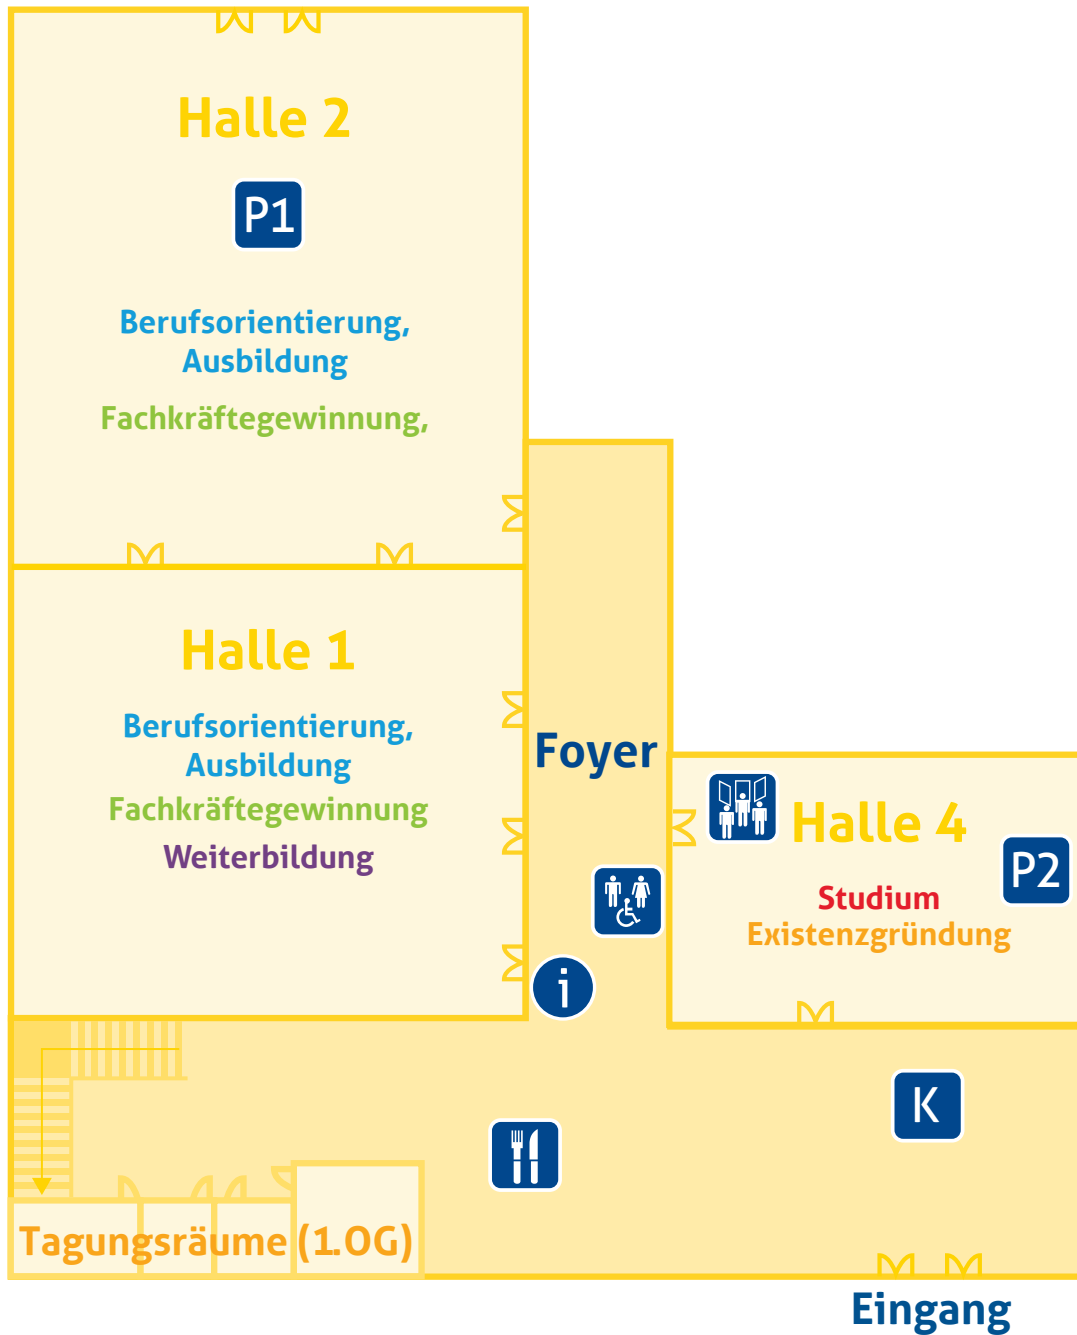 Halle 2
P1
Berufsorientierung,
Ausbildung
Fachkräftegewinnung,
Halle 1
Berufsorientierung,
Ausbildung
Fachkräftegewinnung
Weiterbildung
Foyer
Halle 4
P2
Studium
Existenzgründung
i
K
Tagungsräume (1.OG)
Eingang